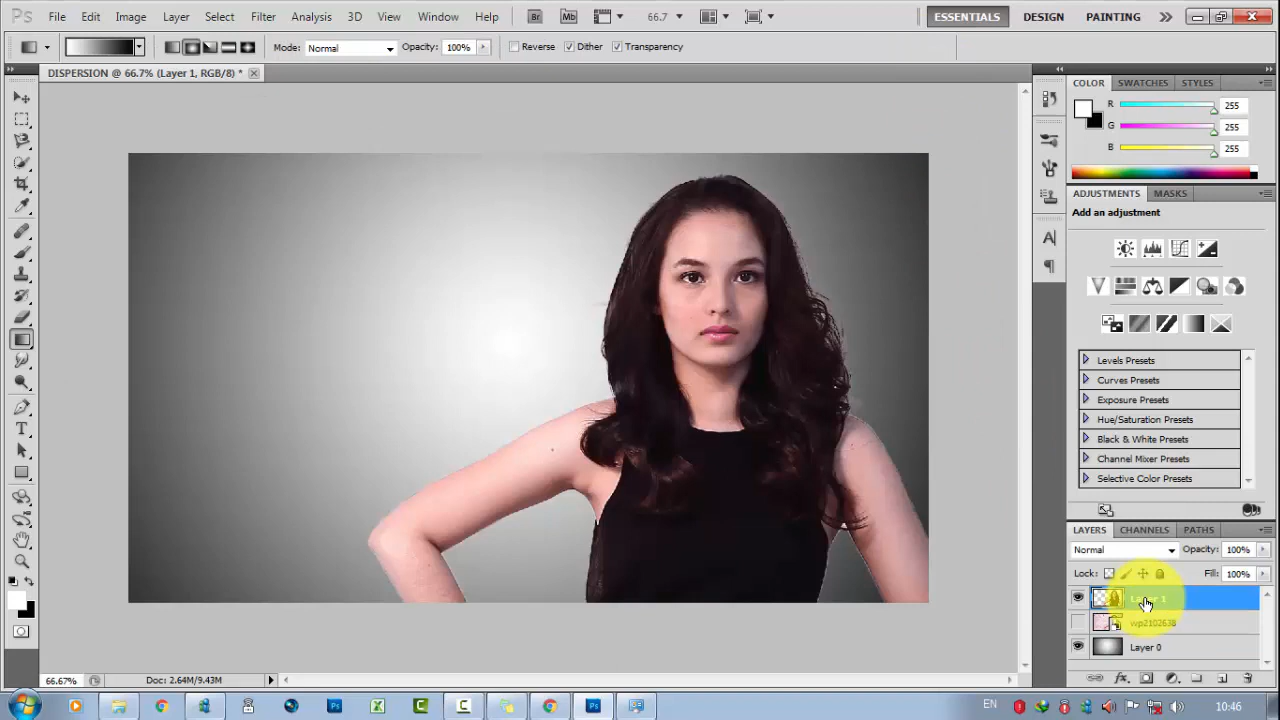 Ps File Edit Image Layer Select Filter Analysis 3D View Window Help Br Mb 66.7 ESSENTIALS DESIGN PAINTING
Mode: Normal Opacity: 100% Reverse Dither Transparency
DISPERSION @ 66.7% (Layer 1, RGB/8) *
COLOR SWATCHES STYLES
R 255
G 255
B 255
ADJUSTMENTS MASKS
Add an adjustment
Levels Presets
Curves Presets
Exposure Presets
Hue/Saturation Presets
Black & White Presets
Channel Mixer Presets
Selective Color Presets
LAYERS CHANNELS PATHS
Normal Opacity: 100%
Lock: Fill: 100%
Layer 1
wp2102638
Layer 0
66.67% Doc: 2.64M/9.43M
EN 10:46